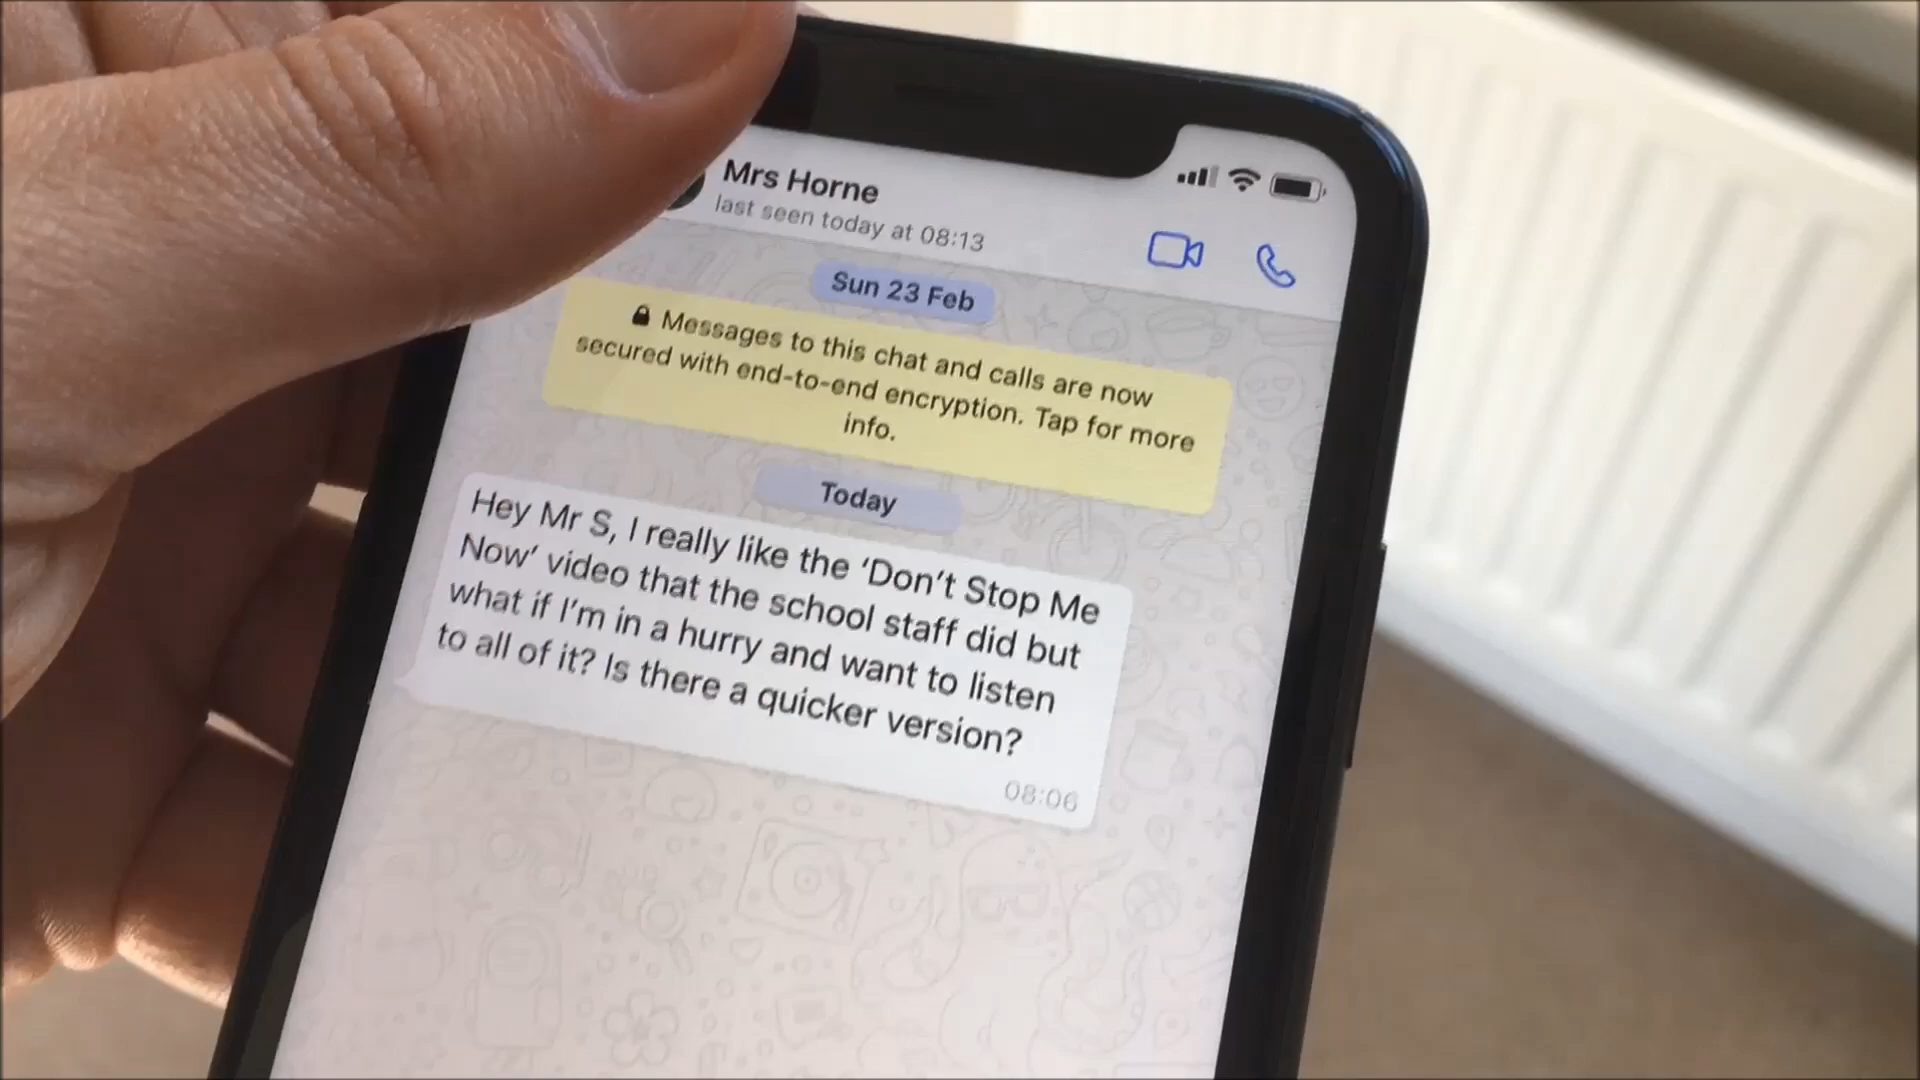 Mrs Horne
last seen today at 08:13
Sun 23 Feb
Messages to this chat and calls are now
secured with end-to-end encryption. Tap for more
info.
Today
Hey Mr S, I really like the ‘Don’t Stop Me
Now’ video that the school staff did but
what if I’m in a hurry and want to listen
to all of it? Is there a quicker version?
08:06